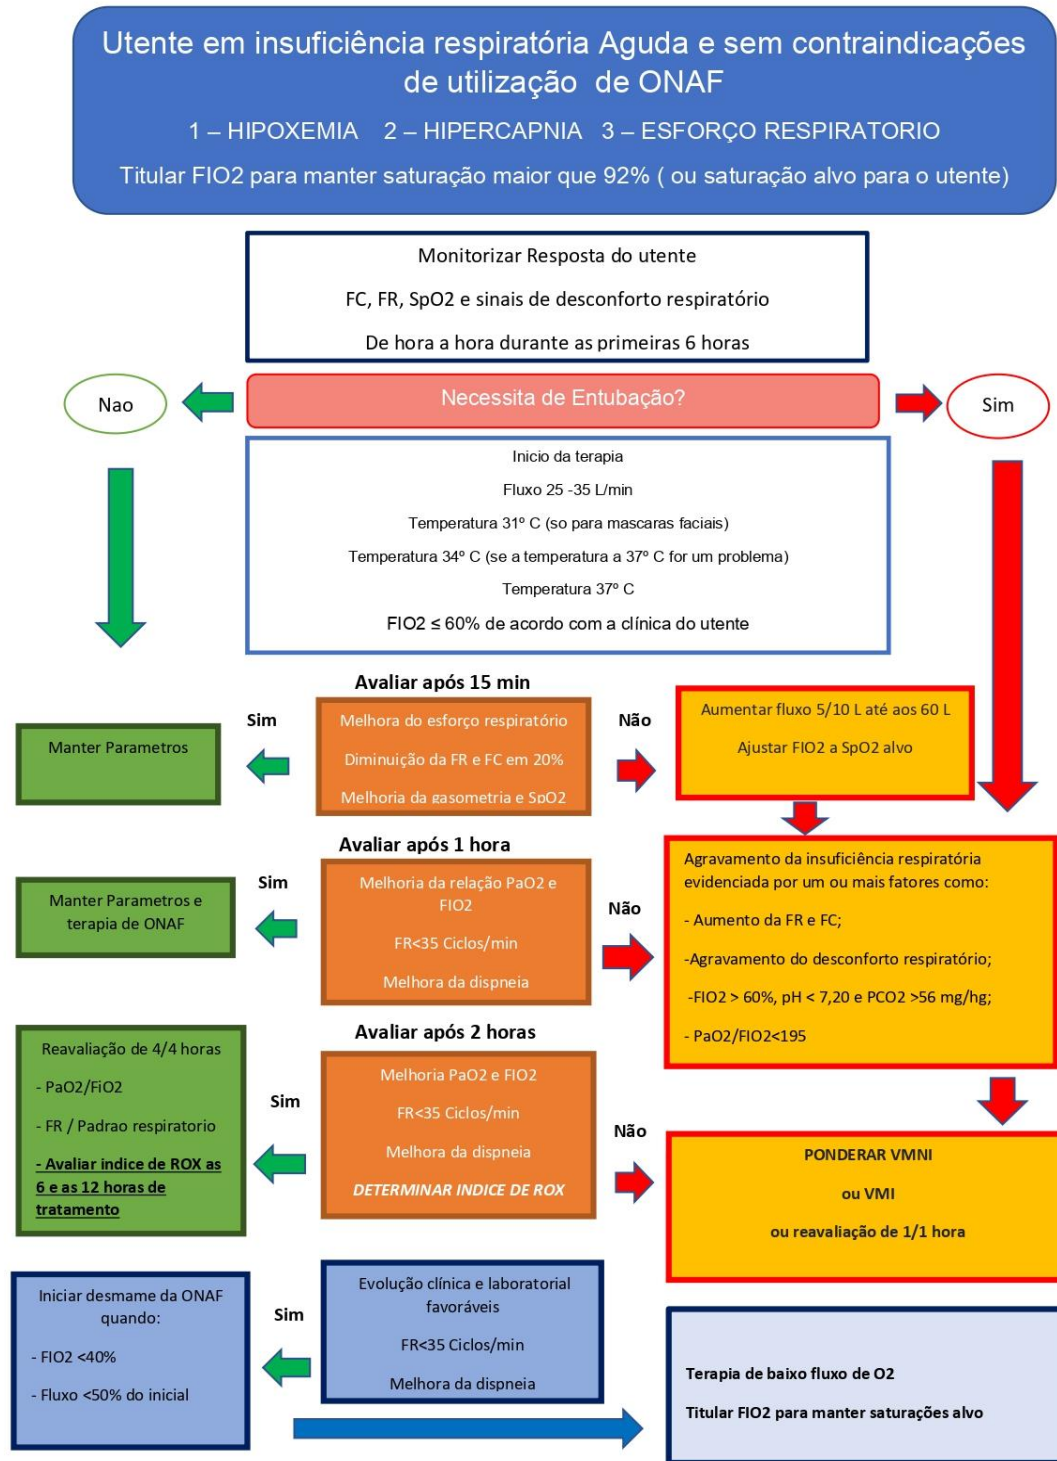 Utente em insuficiência respiratória Aguda e sem contraindicações
de utilização de ONAF
1 – HIPOXEMIA 2 – HIPERCAPNIA 3 – ESFORÇO RESPIRATORIO
Titular FIO2 para manter saturação maior que 92% ( ou saturação alvo para o utente)
Monitorizar Resposta do utente
FC, FR, SpO2 e sinais de desconforto respiratório
De hora a hora durante as primeiras 6 horas
Nao
Necessita de Entubação?
Sim
Inicio da terapia
Fluxo 25 -35 L/min
Temperatura 31º C (so para mascaras faciais)
Temperatura 34º C (se a temperatura a 37º C for um problema)
Temperatura 37º C
FIO2 ≤ 60% de acordo com a clínica do utente
Avaliar após 15 min
Manter Parametros
Sim
Melhora do esforço respiratório
Diminuição da FR e FC em 20%
Melhoria da gasometria e SpO2
Não
Aumentar fluxo 5/10 L até aos 60 L
Ajustar FIO2 a SpO2 alvo
Avaliar após 1 hora
Manter Parametros e
terapia de ONAF
Sim
Melhoria da relação PaO2 e
FIO2
FR<35 Ciclos/min
Melhora da dispneia
Não
Agravamento da insuficiência respiratória
evidenciada por um ou mais fatores como:
- Aumento da FR e FC;
-Agravamento do desconforto respiratório;
-FIO2 > 60%, pH < 7,20 e PCO2 >56 mg/hg;
- PaO2/FIO2<195
Avaliar após 2 horas
Reavaliação de 4/4 horas
- PaO2/FiO2
- FR / Padrao respiratorio
- Avaliar indice de ROX as
6 e as 12 horas de
tratamento
Sim
Melhoria PaO2 e FIO2
FR<35 Ciclos/min
Melhora da dispneia
DETERMINAR INDICE DE ROX
Não
PONDERAR VMNI
ou VMI
ou reavaliação de 1/1 hora
Iniciar desmame da ONAF
quando:
- FIO2 <40%
- Fluxo <50% do inicial
Sim
Evolução clínica e laboratorial
favoráveis
FR<35 Ciclos/min
Melhora da dispneia
Terapia de baixo fluxo de O2
Titular FIO2 para manter saturações alvo